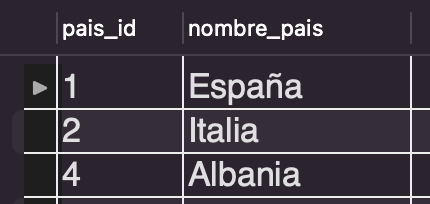 pais_id nombre_pais
1 España
2 Italia
4 Albania